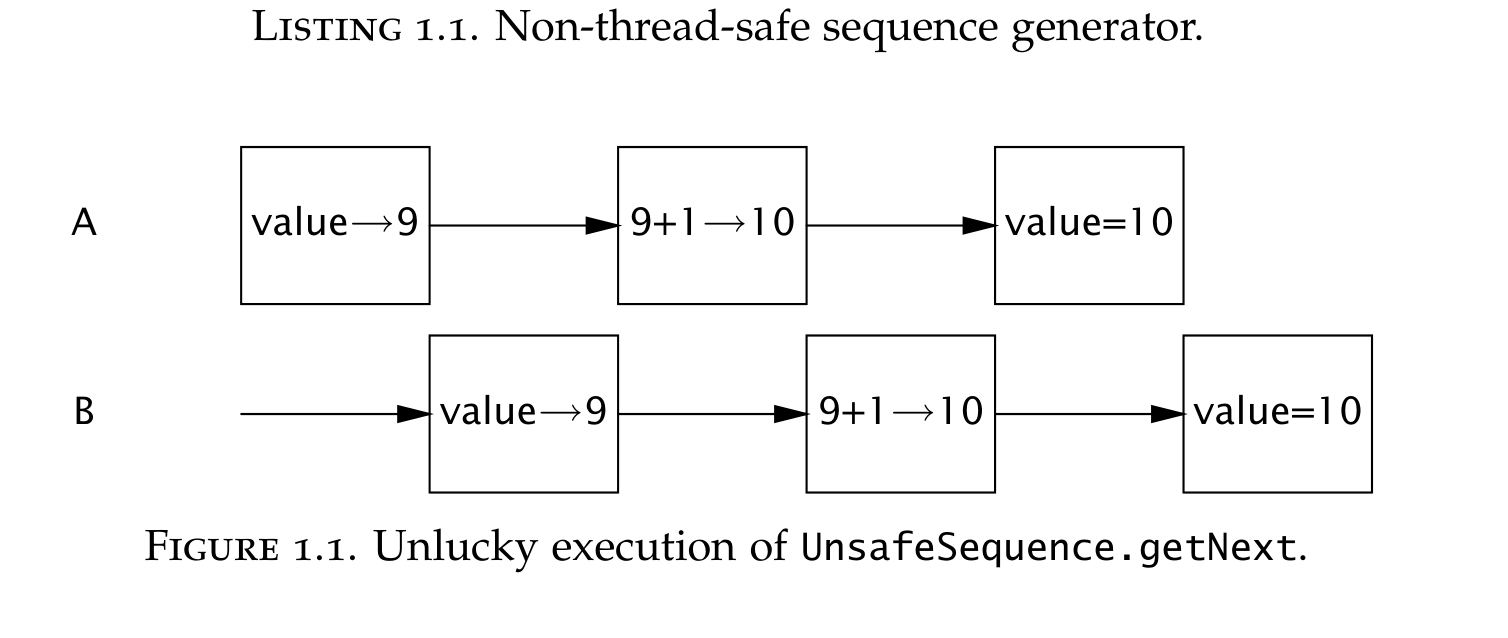 LISTING 1.1. Non-thread-safe sequence generator.
A
value→9
9+1→10
value=10
B
value→9
9+1→10
value=10
FIGURE 1.1. Unlucky execution of UnsafeSequence.getNext.